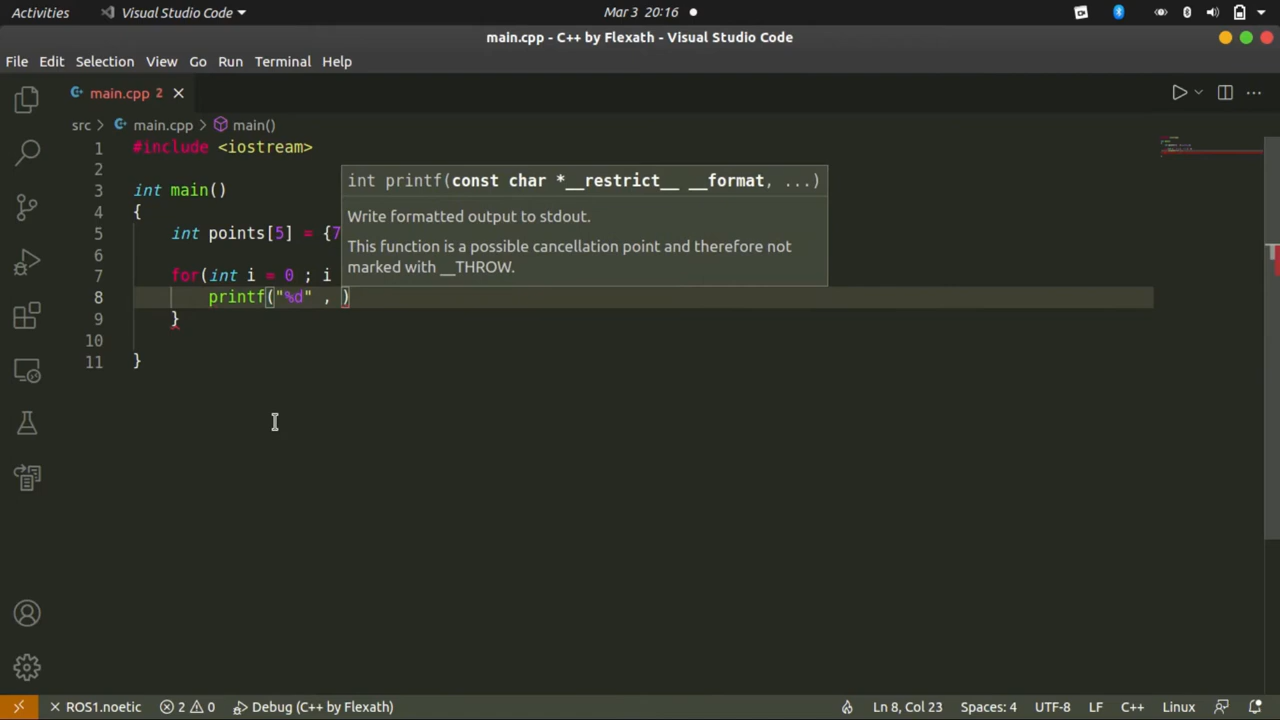 Activities
Visual Studio Code
Mar 3 20:16
main.cpp - C++ by Flexath - Visual Studio Code
File Edit Selection View Go Run Terminal Help
main.cpp 2
src > main.cpp > main()
1 #include <iostream>
2
3 int main()
4 {
5 int points[5] = {7
6
7 for(int i = 0 ; i
8 printf("%d" , )
9 }
10
11 }
int printf(const char *__restrict__ __format, ...)
Write formatted output to stdout.
This function is a possible cancellation point and therefore not
marked with __THROW.
ROS1.noetic 2 0 Debug (C++ by Flexath) Ln 8, Col 23 Spaces: 4 UTF-8 LF C++ Linux